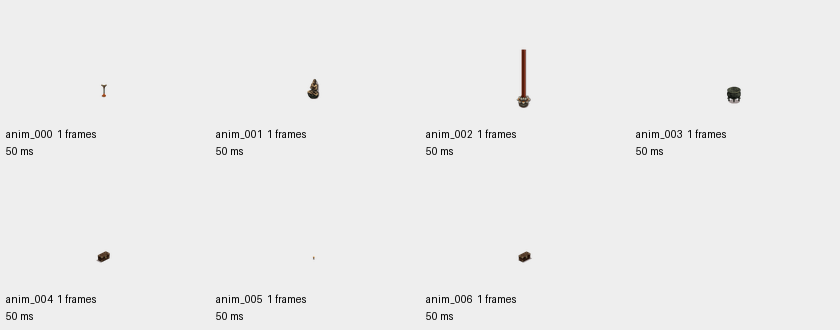 anim_000 1 frames
50 ms
anim_001 1 frames
50 ms
anim_002 1 frames
50 ms
anim_003 1 frames
50 ms
anim_004 1 frames
50 ms
anim_005 1 frames
50 ms
anim_006 1 frames
50 ms